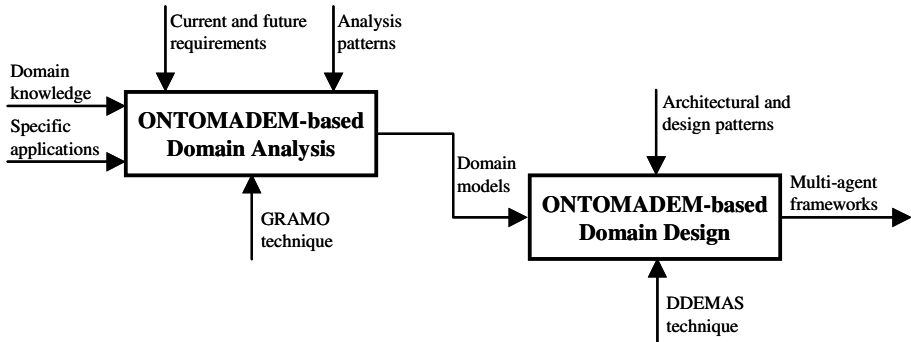 Current and future
requirements
Analysis
patterns
Domain
knowledge
Specific
applications
ONTOMADEM-based
Domain Analysis
GRAMO
technique
Domain
models
Architectural and
design patterns
ONTOMADEM-based
Domain Design
Multi-agent
frameworks
DDEMAS
technique